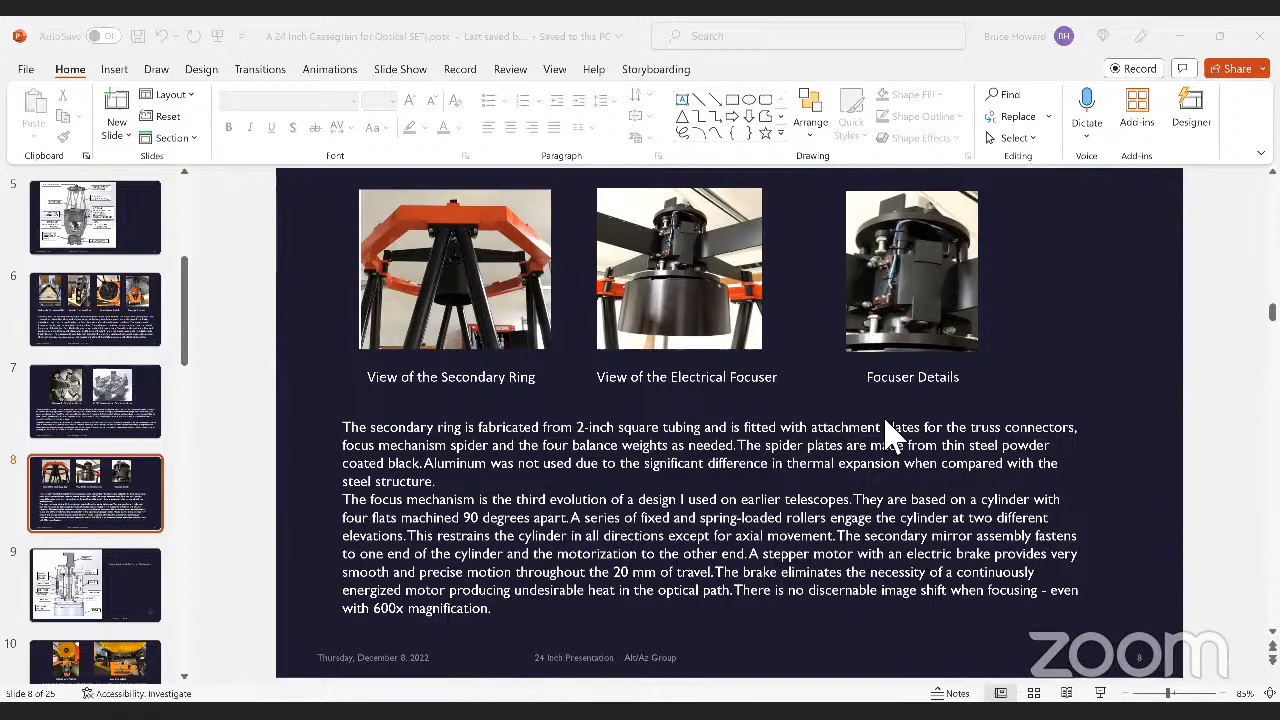 AutoSave
Off
A 24 Inch Cassegrain for Optical SETI.pptx - Last saved b... • Saved to this PC
Search
Bruce Howard
BH
File
Home
Insert
Draw
Design
Transitions
Animations
Slide Show
Record
Review
View
Help
Storyboarding
Record
Share
Paste
Clipboard
New
Slide
Layout
Reset
Section
Slides
Font
Paragraph
Arrange
Quick
Styles
Shape Fill
Shape Outline
Shape Effects
Drawing
Find
Replace
Select
Editing
Dictate
Voice
Add-ins
Add-ins
Designer
5
6
7
8
9
10
View of the Secondary Ring
View of the Electrical Focuser
Focuser Details
The secondary ring is fabricated from 2-inch square tubing and is fitted with attachment plates for the truss connectors,
focus mechanism spider and the four balance weights as needed. The spider plates are made from thin steel powder
coated black. Aluminum was not used due to the significant difference in thermal expansion when compared with the
steel structure.
The focus mechanism is the third evolution of a design I used on earlier telescopes. They are based on a cylinder with
four flats machined 90 degrees apart. A series of fixed and spring-loaded rollers engage the cylinder at two different
elevations. This restrains the cylinder in all directions except for axial movement. The secondary mirror assembly fastens
to one end of the cylinder and the motorization to the other end. A stepper motor with an electric brake provides very
smooth and precise motion throughout the 20 mm of travel. The brake eliminates the necessity of a continuously
energized motor producing undesirable heat in the optical path. There is no discernable image shift when focusing - even
with 600x magnification.
Thursday, December 8, 2022
24 Inch Presentation Alt/Az Group
8
zoom
Slide 8 of 25
Accessibility: Investigate
Notes
85%